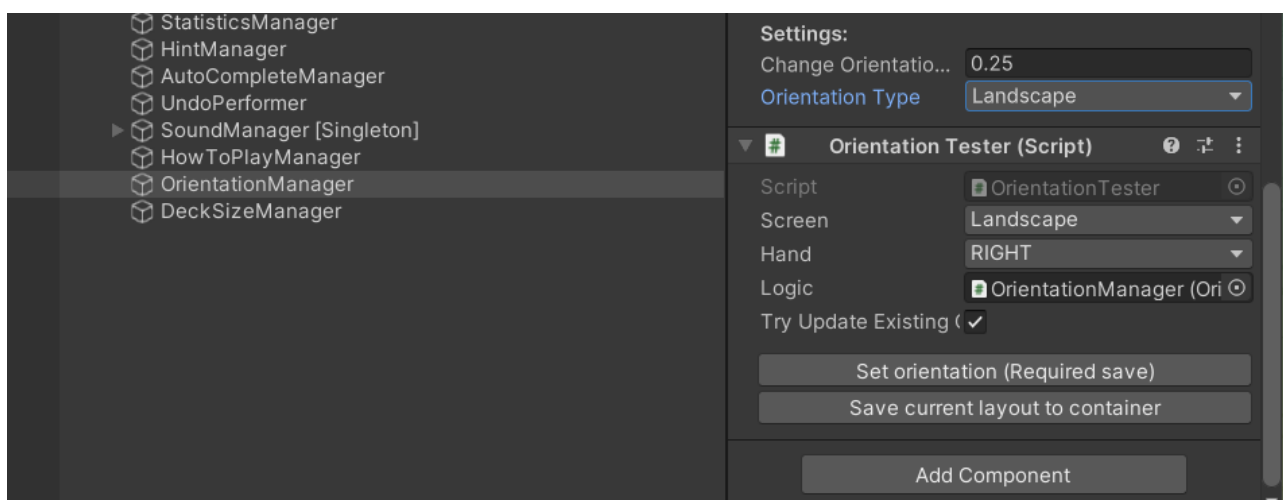 StatisticsManager
HintManager
AutoCompleteManager
UndoPerformer
SoundManager [Singleton]
HowToPlayManager
OrientationManager
DeckSizeManager
Settings:
Change Orientatio... 0.25
Orientation Type Landscape
Orientation Tester (Script)
Script OrientationTester
Screen Landscape
Hand RIGHT
Logic OrientationManager (Ori
Try Update Existing (
Set orientation (Required save)
Save current layout to container
Add Component